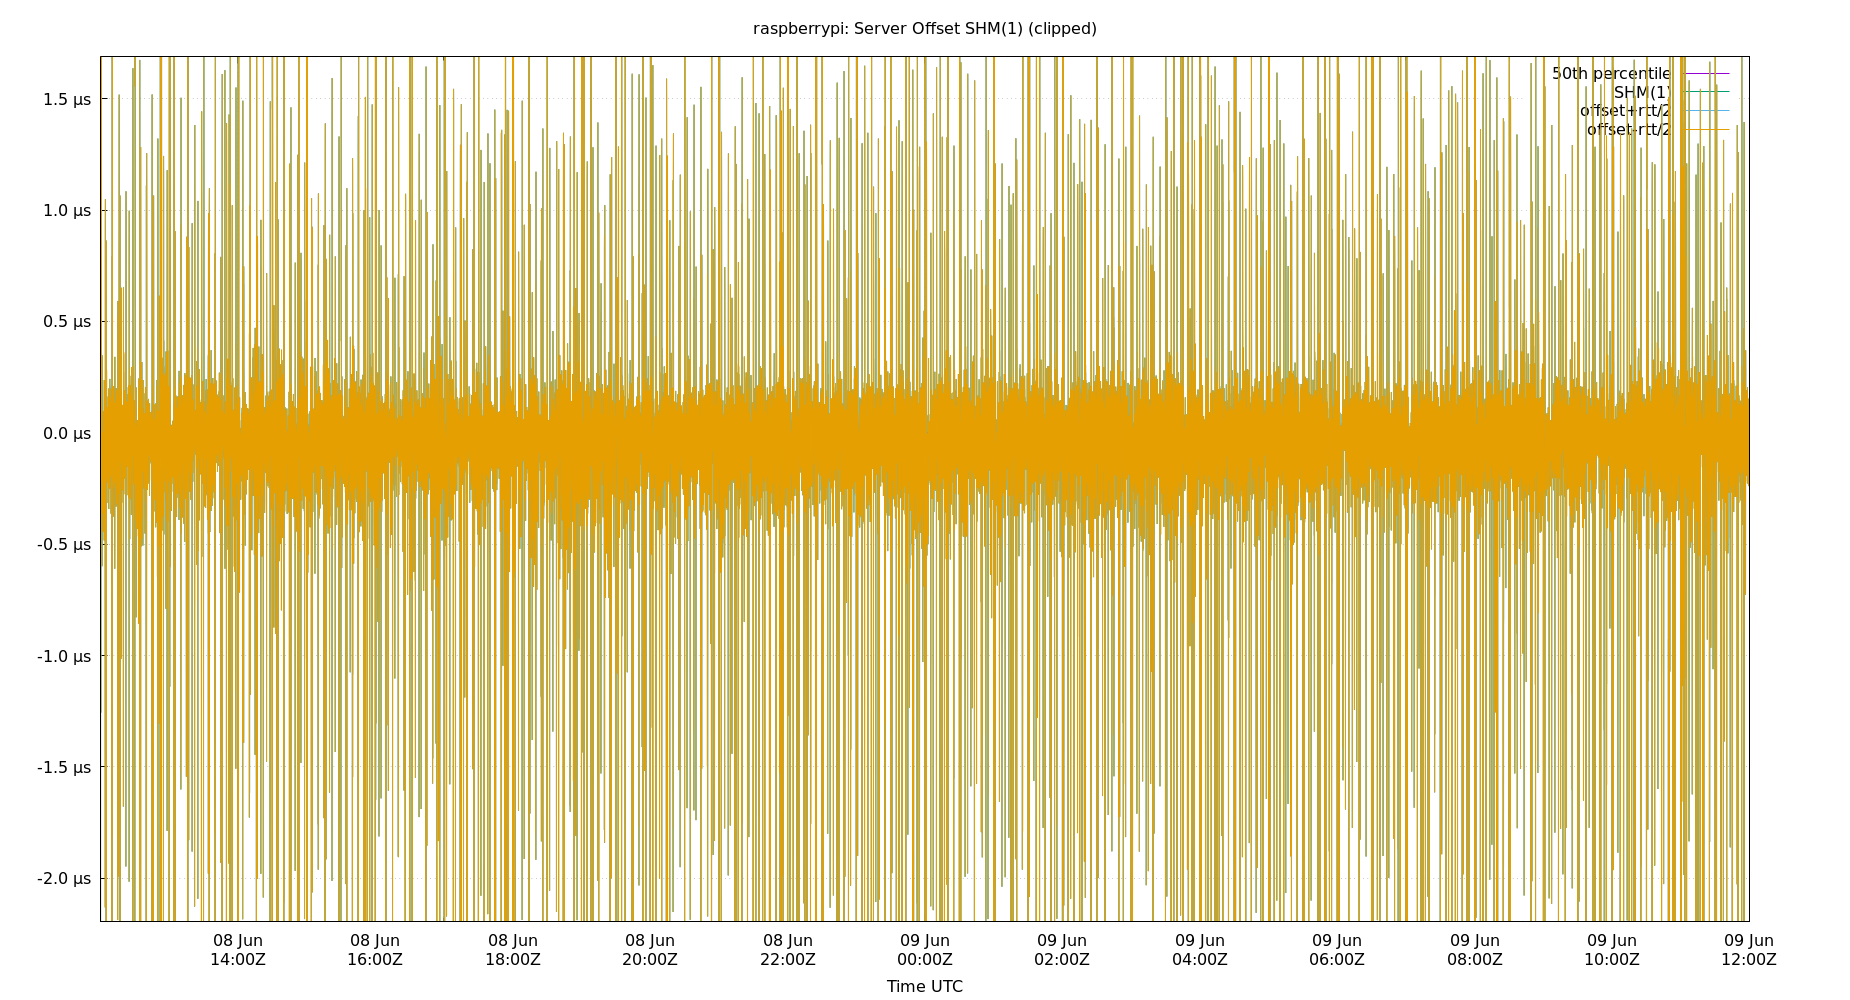 raspberrypi: Server Offset SHM(1) (clipped)
50th percentile
SHM(1)
offset+rtt/2
offset-rtt/2
1.5 µs
1.0 µs
0.5 µs
0.0 µs
-0.5 µs
-1.0 µs
-1.5 µs
-2.0 µs
08 Jun 08 Jun 08 Jun 08 Jun 08 Jun 09 Jun 09 Jun 09 Jun 09 Jun 09 Jun 09 Jun 09 Jun
14:00Z 16:00Z 18:00Z 20:00Z 22:00Z 00:00Z 02:00Z 04:00Z 06:00Z 08:00Z 10:00Z 12:00Z
Time UTC